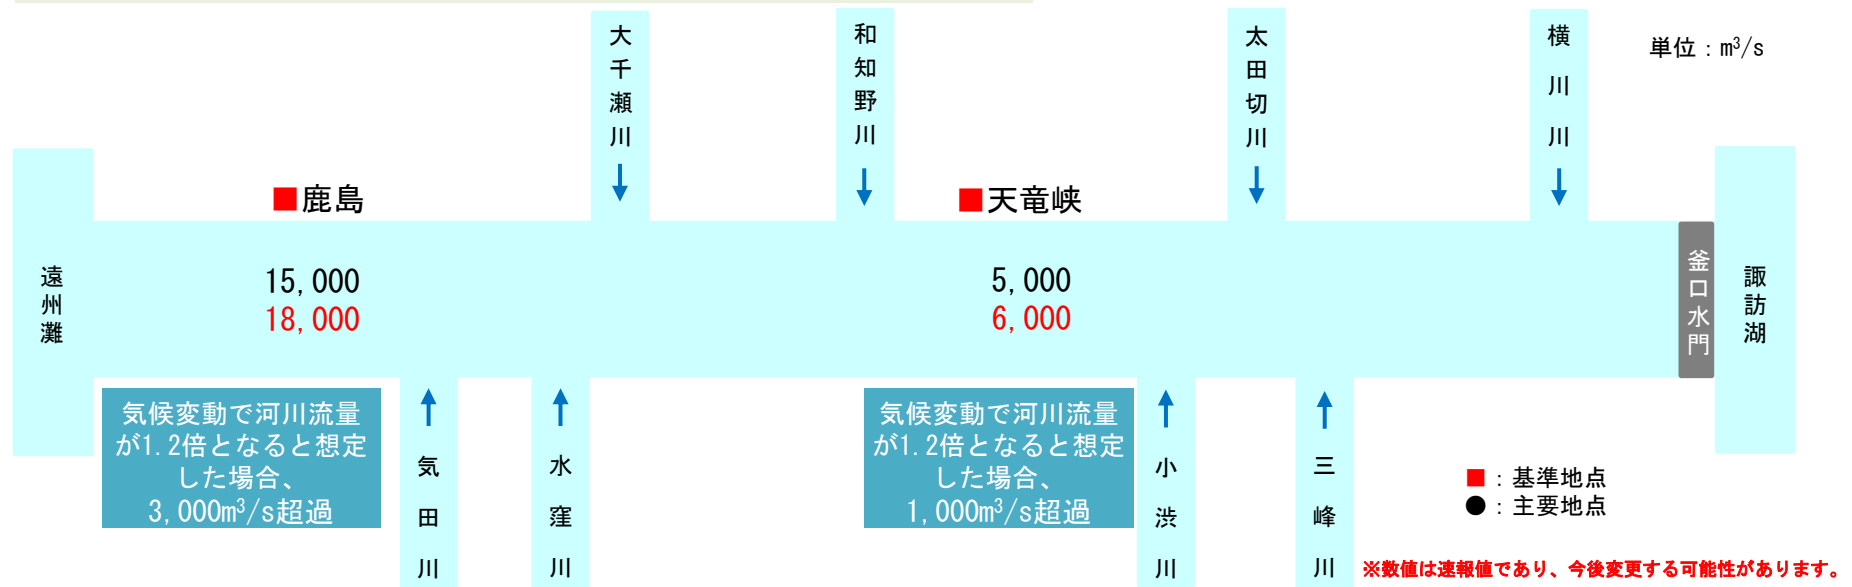 大千瀬川
和知野川
太田切川
横川川
単位：m³/s
■鹿島
■天竜峡
遠州灘
15,000
18,000
5,000
6,000
釜口水門
諏訪湖
気候変動で河川流量
が1.2倍となると想定
した場合、
3,000m³/s超過
気田川
水窪川
気候変動で河川流量
が1.2倍となると想定
した場合、
1,000m³/s超過
小渋川
三峰川
■：基準地点
●：主要地点
※数値は速報値であり、今後変更する可能性があります。